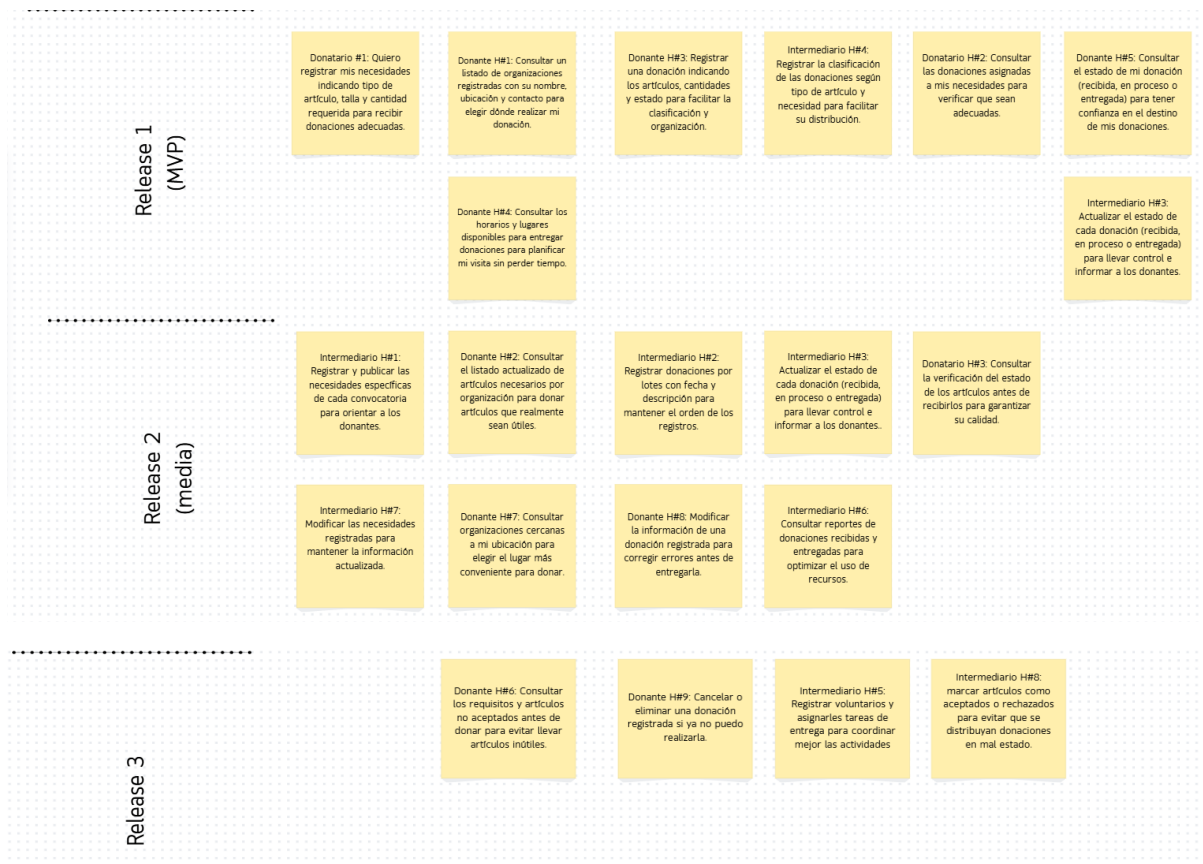 Release 1
(MVP)
Donatario #1: Quiero
registrar mis necesidades
indicando tipo de
artículo, talla y cantidad
requerida para recibir
donaciones adecuadas.
Donante H#1: Consultar un
listado de organizaciones
registradas con su nombre,
ubicación y contacto para
elegir dónde realizar mi
donación.
Donante H#3: Registrar
una donación indicando
los artículos, cantidades
y estado para facilitar la
clasificación y
organización.
Intermediario H#4:
Registrar la clasificación
de las donaciones según
tipo de artículo y
necesidad para facilitar
su distribución.
Donatario H#2: Consultar
las donaciones asignadas
a mis necesidades para
verificar que sean
adecuadas.
Donante H#5: Consultar
el estado de mi donación
(recibida, en proceso o
entregada) para tener
confianza en el destino
de mis donaciones.
Donante H#4: Consultar los
horarios y lugares
disponibles para entregar
donaciones para planificar
mi visita sin perder tiempo.
Intermediario H#3:
Actualizar el estado de
cada donación (recibida,
en proceso o entregada)
para llevar control e
informar a los donantes.
Release 2
(media)
Intermediario H#1:
Registrar y publicar las
necesidades específicas
de cada convocatoria
para orientar a los
donantes.
Donante H#2: Consultar
el listado actualizado de
artículos necesarios por
organización para donar
artículos que realmente
sean útiles.
Intermediario H#2:
Registrar donaciones por
lotes con fecha y
descripción para
mantener el orden de los
registros.
Intermediario H#3:
Actualizar el estado de
cada donación (recibida,
en proceso o entregada)
para llevar control e
informar a los donantes..
Donatario H#3: Consultar
la verificación del estado
de los artículos antes de
recibirlos para garantizar
su calidad.
Intermediario H#7:
Modificar las necesidades
registradas para
mantener la información
actualizada.
Donante H#7: Consultar
organizaciones cercanas
a mi ubicación para
elegir el lugar más
conveniente para donar.
Donante H#8: Modificar
la información de una
donación registrada para
corregir errores antes de
entregarla.
Intermediario H#6:
Consultar reportes de
donaciones recibidas y
entregadas para
optimizar el uso de
recursos.
Release 3
Donante H#6: Consultar
los requisitos y artículos
no aceptados antes de
donar para evitar llevar
artículos inútiles.
Donante H#9: Cancelar o
eliminar una donación
registrada si ya no puedo
realizarla.
Intermediario H#5:
Registrar voluntarios y
asignarles tareas de
entrega para coordinar
mejor las actividades
Intermediario H#8:
marcar artículos como
aceptados o rechazados
para evitar que se
distribuyan donaciones
en mal estado.